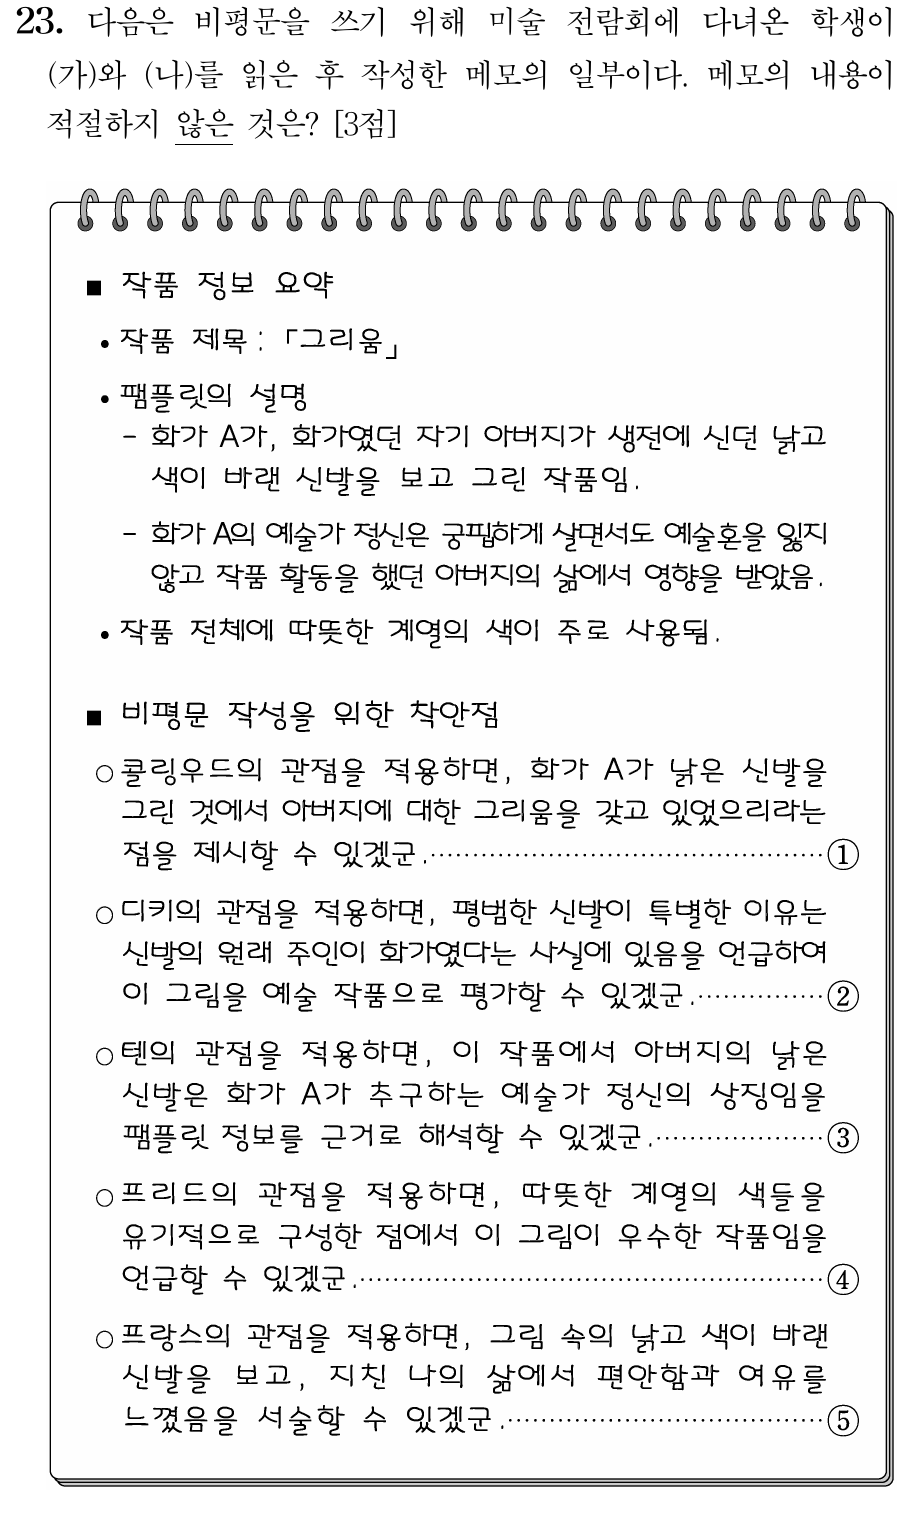 23. 다음은 비평문을 쓰기 위해 미술 전람회에 다녀온 학생이
(가)와 (나)를 읽은 후 작성한 메모의 일부이다. 메모의 내용이
적절하지 않은 것은? [3점]
■ 작품 정보 요약
• 작품 제목 : 「그리움」
• 팸플릿의 설명
- 화가 A가, 화가였던 자기 아버지가 생전에 신던 낡고
색이 바랜 신발을 보고 그린 작품임.
- 화가 A의 예술가 정신은 궁핍하게 살면서도 예술혼을 잃지
않고 작품 활동을 했던 아버지의 삶에서 영향을 받았음.
• 작품 전체에 따뜻한 계열의 색이 주로 사용됨.
■ 비평문 작성을 위한 착안점
○ 콜링우드의 관점을 적용하면, 화가 A가 낡은 신발을
그린 것에서 아버지에 대한 그리움을 갖고 있었으리라는
점을 제시할 수 있겠군. ①
○ 디키의 관점을 적용하면, 평범한 신발이 특별한 이유는
신발의 원래 주인이 화가였다는 사실에 있음을 언급하여
이 그림을 예술 작품으로 평가할 수 있겠군. ②
○ 텐의 관점을 적용하면, 이 작품에서 아버지의 낡은
신발은 화가 A가 추구하는 예술가 정신의 상징임을
팸플릿 정보를 근거로 해석할 수 있겠군. ③
○ 프리드의 관점을 적용하면, 따뜻한 계열의 색들을
유기적으로 구성한 점에서 이 그림이 우수한 작품임을
언급할 수 있겠군. ④
○ 프랑스의 관점을 적용하면, 그림 속의 낡고 색이 바랜
신발을 보고, 지친 나의 삶에서 편안함과 여유를
느꼈음을 서술할 수 있겠군. ⑤